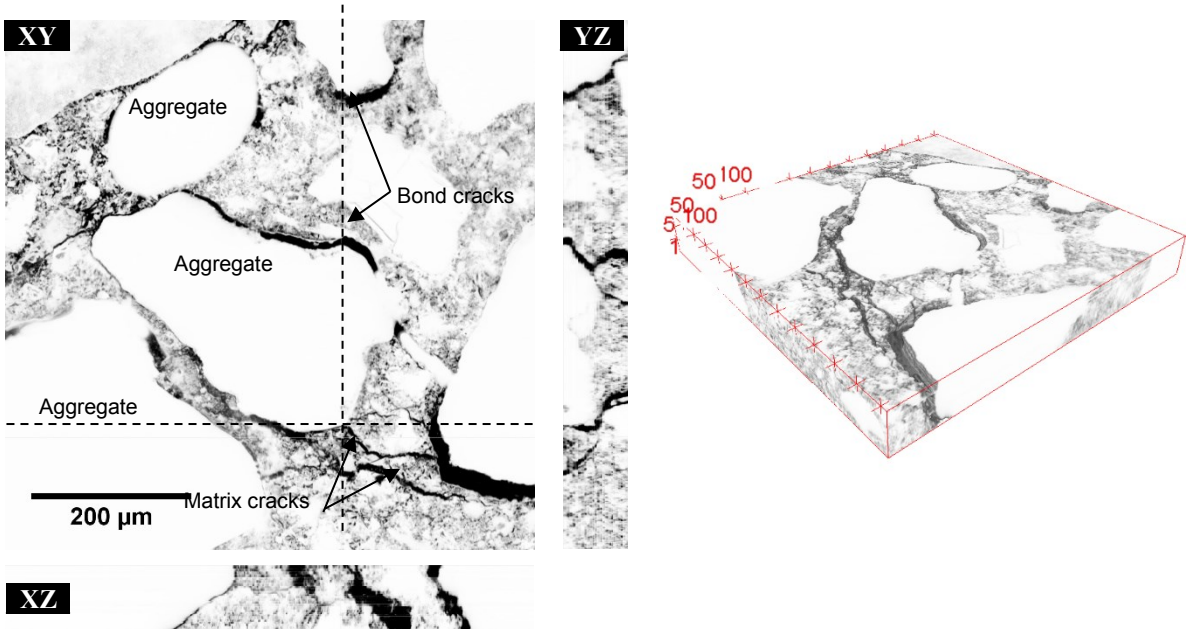 XY
YZ
Aggregate
Bond cracks
Aggregate
Aggregate
Matrix cracks
200 µm
XZ
50 100
50
100
5
1